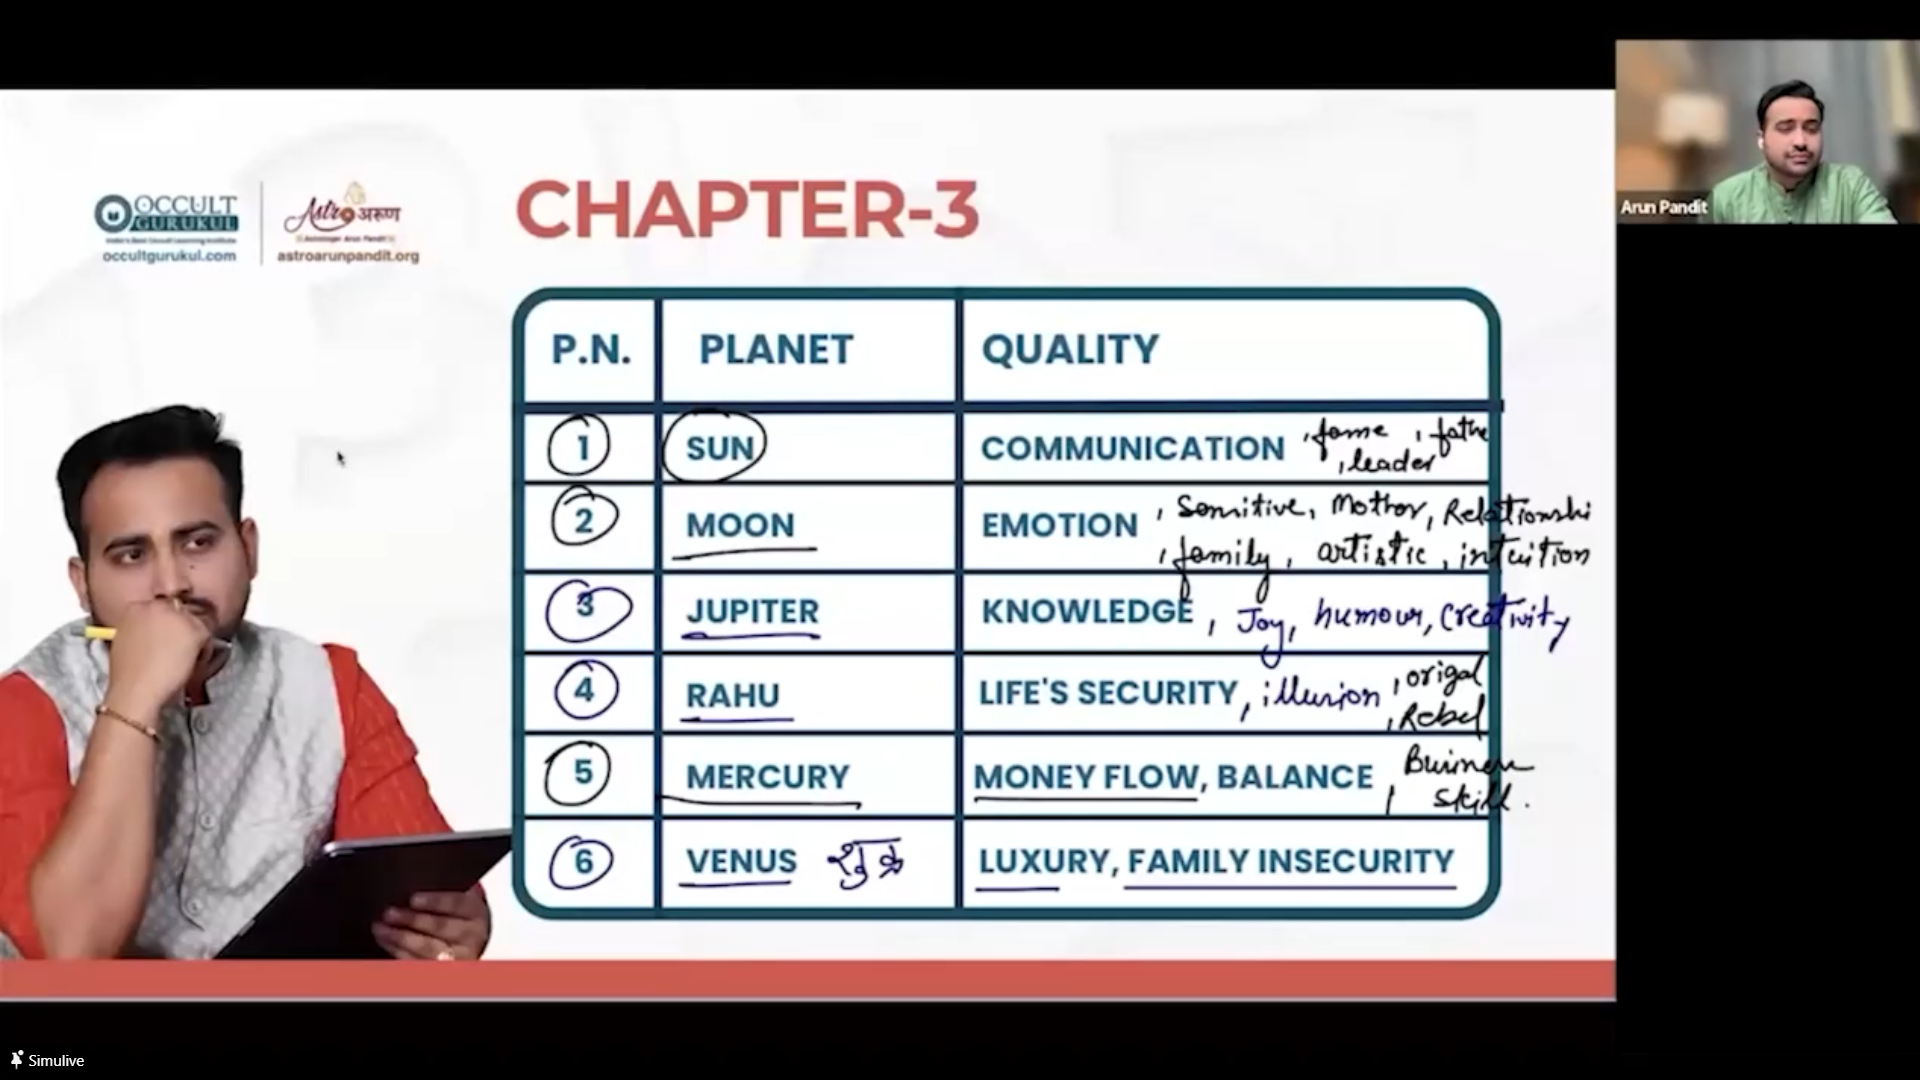 OCCULT
GURUKUL
India's Best Occult Learning Institute
occultgurukul.com
Astro अरुण
Astrologer Arun Pandit
astroarunpandit.org
CHAPTER-3
Arun Pandit
P.N. PLANET QUALITY
1 SUN COMMUNICATION , fame , fathe
, leader
2 MOON EMOTION , Sensitive, Mother, Relationshi
, family, artistic, intuition
3 JUPITER KNOWLEDGE , Joy, humour, Creativity
4 RAHU LIFE'S SECURITY , illusion , origal
, Rebel
5 MERCURY MONEY FLOW, BALANCE , Business
skill.
6 VENUS शुक्र LUXURY, FAMILY INSECURITY
Simulive